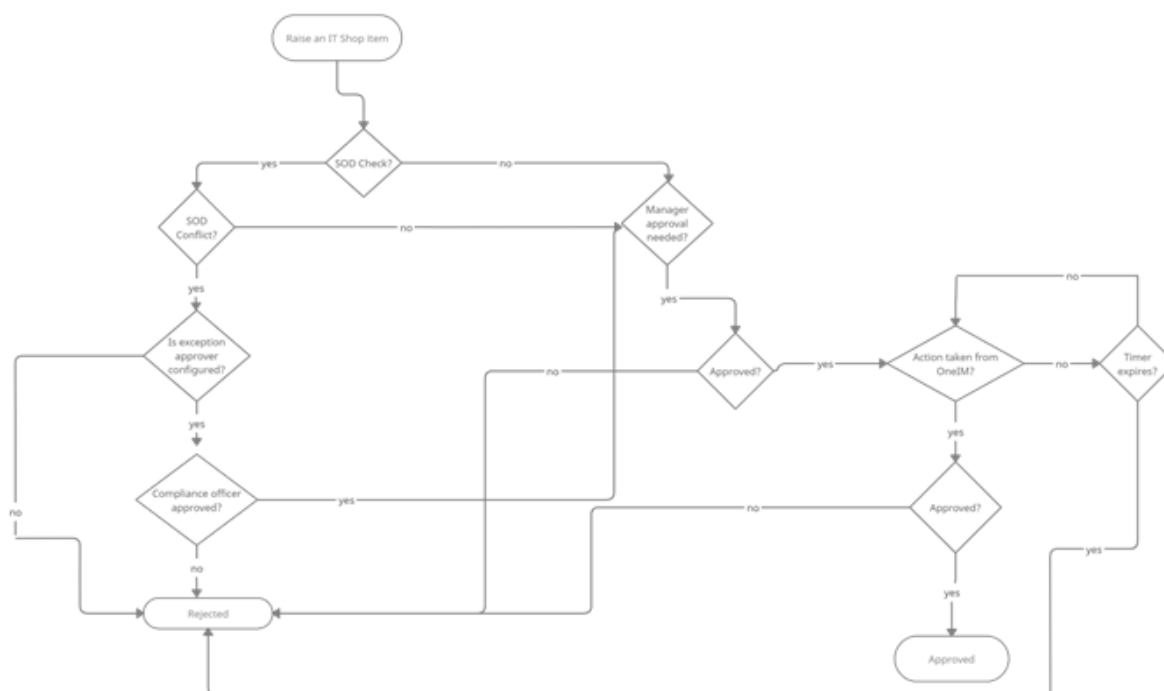 Raise an IT Shop item
SOD Check?
yes
no
SOD
Conflict?
no
Manager
approval
needed?
yes
yes
no
Is exception
approver
configured?
Approved?
no
yes
Action taken from
OneIM?
no
Timer
expires?
yes
yes
Compliance officer
approved?
yes
no
no
Approved?
no
yes
no
yes
Rejected
Approved